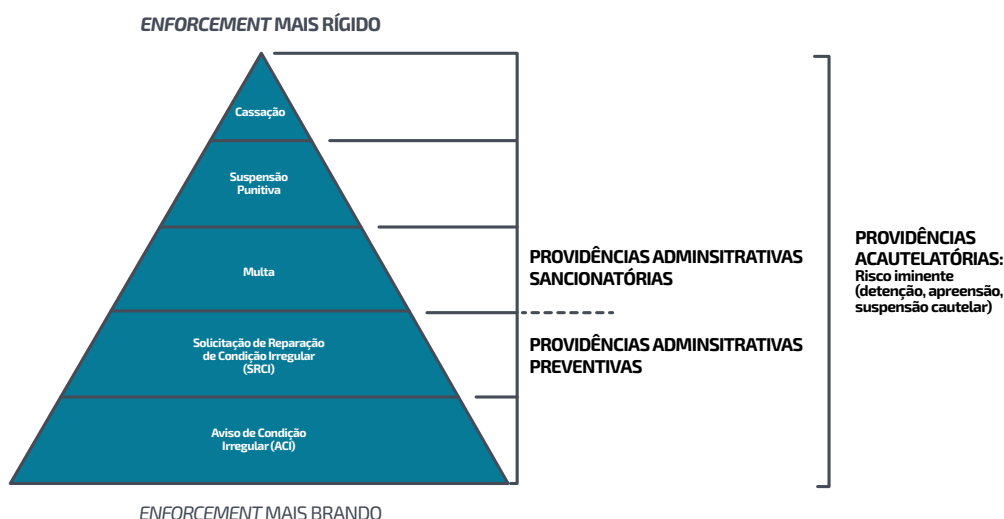 ENFORCEMENT MAIS RÍGIDO
Cassação
Suspensão
Punitiva
Multa
Solicitação de Reparação
de Condição Irregular
(SRCI)
Aviso de Condição
Irregular (ACI)
ENFORCEMENT MAIS BRANDO
PROVIDÊNCIAS ADMINSITRATIVAS
SANCIONATÓRIAS
PROVIDÊNCIAS ADMINSITRATIVAS
PREVENTIVAS
PROVIDÊNCIAS
ACAUTELATÓRIAS:
Risco iminente
(detenção, apreensão,
suspensão cautelar)